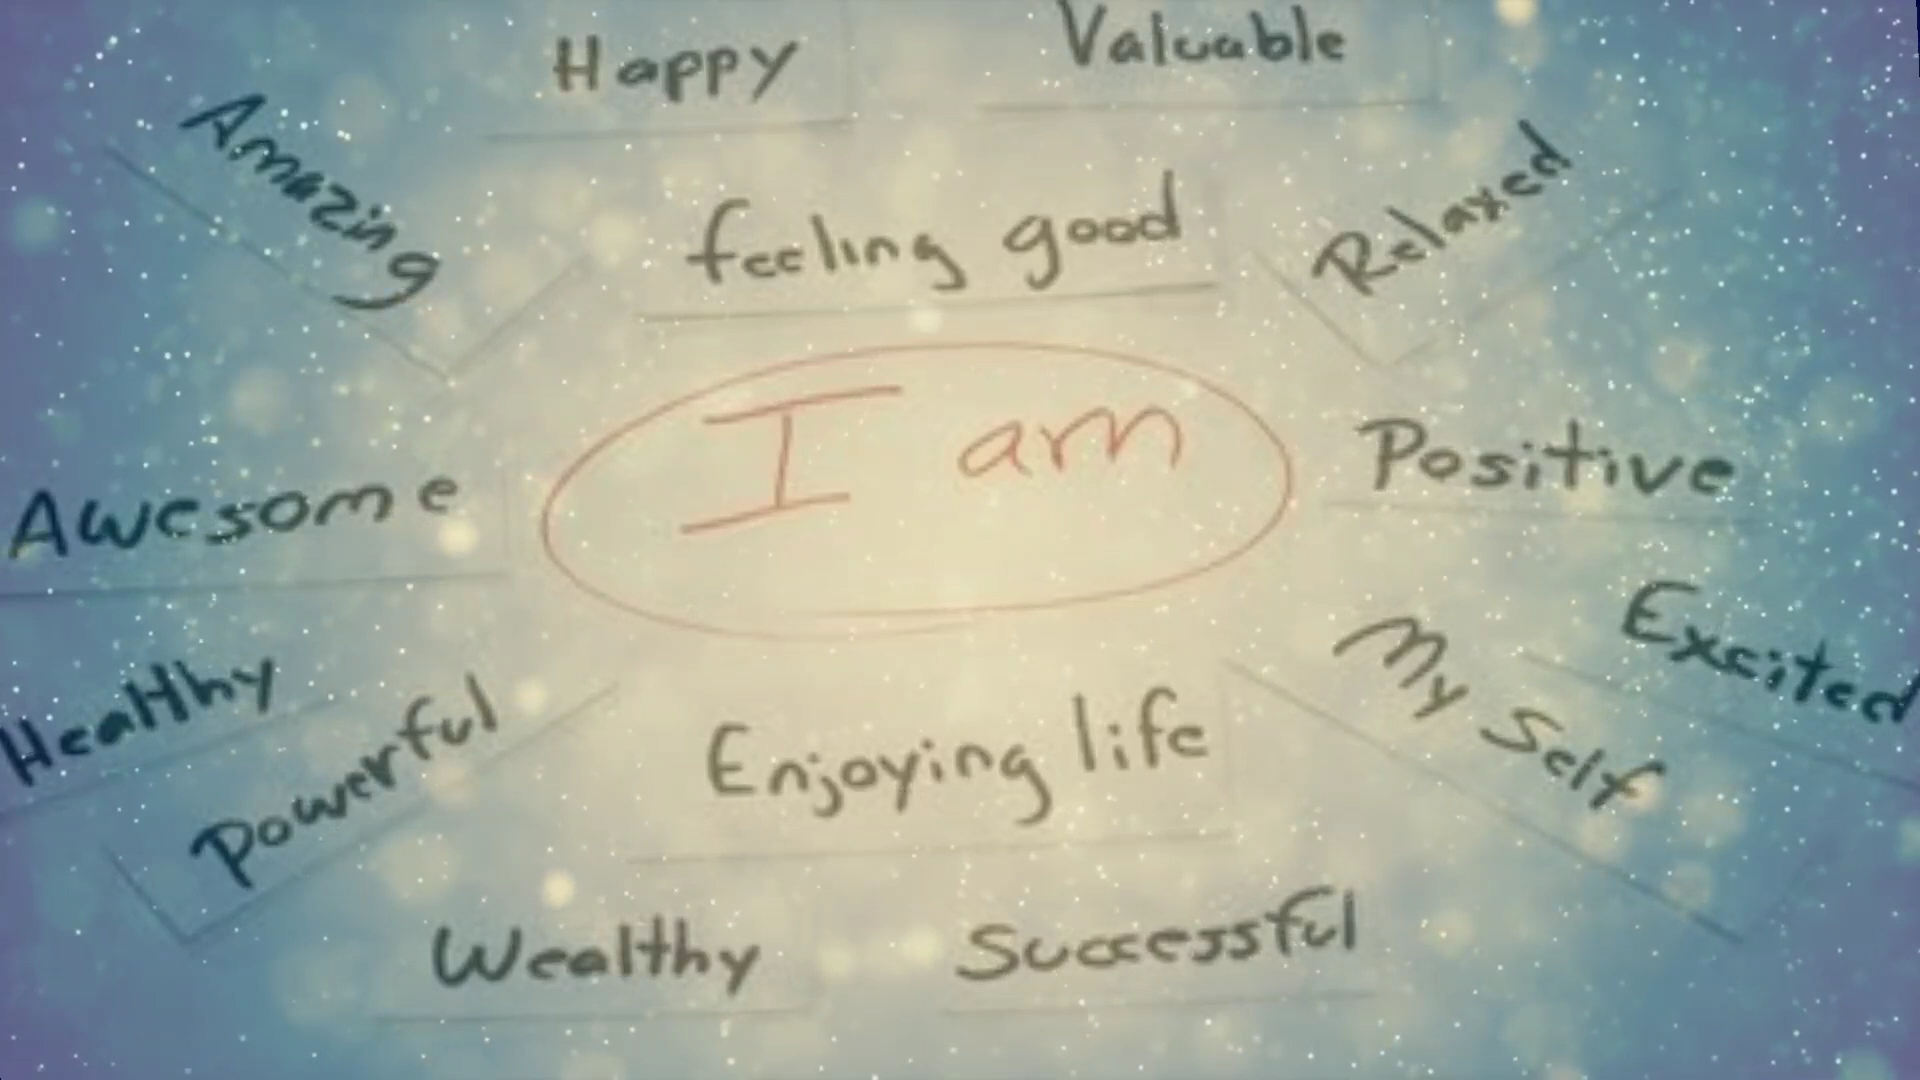 Happy
Valuable
Amazing
feeling good
Relaxed
I am
Awesome
Positive
Healthy
Powerful
Enjoying life
My Self
Excited
Wealthy
Successful